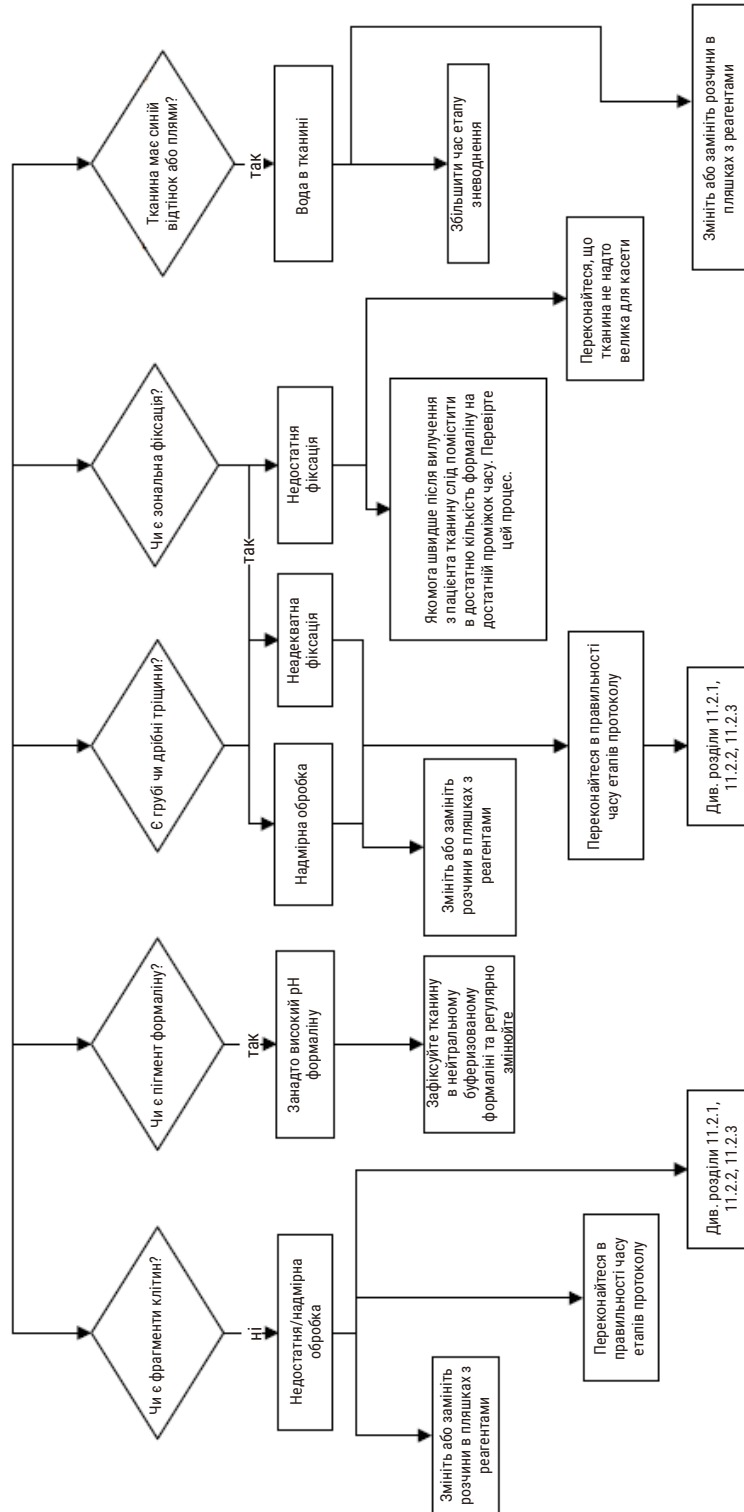 Чи є фрагменти клітин?
ні
Недостатня/надмірна
обробка
Змініть або замініть
розчини в пляшках з
реагентами
Переконайтеся в
правильності часу
етапів протоколу
Див. розділи 11.2.1,
11.2.2, 11.2.3
Чи є пігмент формаліну?
так
Занадто високий pH
формаліну
Зафіксуйте тканину
в нейтральному
буферизованому
формаліні та регулярно
змінюйте
Є грубі чи дрібні тріщини?
так
Надмірна обробка
Неадекватна
фіксація
Змініть або замініть
розчини в пляшках з
реагентами
Переконайтеся в правильності
часу етапів протоколу
Див. розділи 11.2.1,
11.2.2, 11.2.3
Чи є зональна фіксація?
Недостатня
фіксація
Якомога швидше після вилучення
з пацієнта тканину слід помістити
в достатню кількість формаліну на
достатній проміжок часу. Перевірте
цей процес.
Переконайтеся, що
тканина не надто
велика для касети
Тканина має синій
відтінок або плями?
так
Вода в тканині
Збільшити час етапу
зневоднення
Змініть або замініть розчини в
пляшках з реагентами